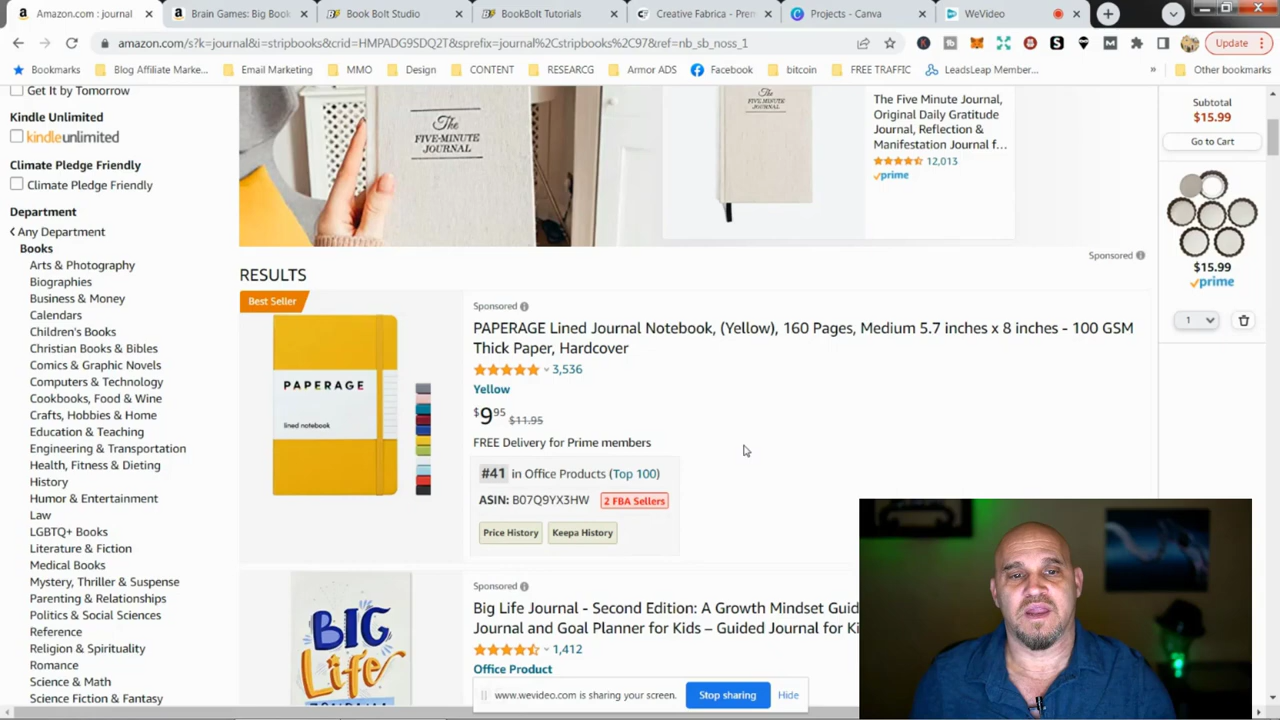 Amazon.com : journal
Brain Games: Big Boo
Book Bolt Studio
BookBolt Tutorials
Creative Fabrica - Prem
Projects - Canva
WeVideo
amazon.com/s?k=journal&i=stripbooks&crid=HMPADG9SDQ2T&sprefix=journal%2Cstripbooks%2C97&ref=nb_sb_noss_1
Update
Bookmarks
Blog Affiliate Marke...
Email Marketing
MMO
Design
CONTENT
RESEARCG
Armor ADS
Facebook
bitcoin
FREE TRAFFIC
LeadsLeap Member...
»
Other bookmarks
Get It by Tomorrow
Kindle Unlimited
kindleunlimited
Climate Pledge Friendly
Climate Pledge Friendly
Department
Any Department
Books
Arts & Photography
Biographies
Business & Money
Calendars
Children's Books
Christian Books & Bibles
Comics & Graphic Novels
Computers & Technology
Cookbooks, Food & Wine
Crafts, Hobbies & Home
Education & Teaching
Engineering & Transportation
Health, Fitness & Dieting
History
Humor & Entertainment
Law
LGBTQ+ Books
Literature & Fiction
Medical Books
Mystery, Thriller & Suspense
Parenting & Relationships
Politics & Social Sciences
Reference
Religion & Spirituality
Romance
Science & Math
Science Fiction & Fantasy
The
FIVE-MINUTE
JOURNAL
The
FIVE-MINUTE
JOURNAL
The Five Minute Journal,
Original Daily Gratitude
Journal, Reflection &
Manifestation Journal f...
12,013
prime
Sponsored
RESULTS
Best Seller
PAPERAGE
lined notebook
Sponsored
PAPERAGE Lined Journal Notebook, (Yellow), 160 Pages, Medium 5.7 inches x 8 inches - 100 GSM
Thick Paper, Hardcover
3,536
Yellow
$9.95 $11.95
FREE Delivery for Prime members
#41 in Office Products (Top 100)
ASIN: B07Q9YX3HW 2 FBA Sellers
Price History
Keepa History
BIG
Life
Sponsored
Big Life Journal - Second Edition: A Growth Mindset Guid
Journal and Goal Planner for Kids – Guided Journal for Ki
1,412
Office Product
www.wevideo.com is sharing your screen.
Stop sharing
Hide
Subtotal
$15.99
Go to Cart
$15.99
prime
1